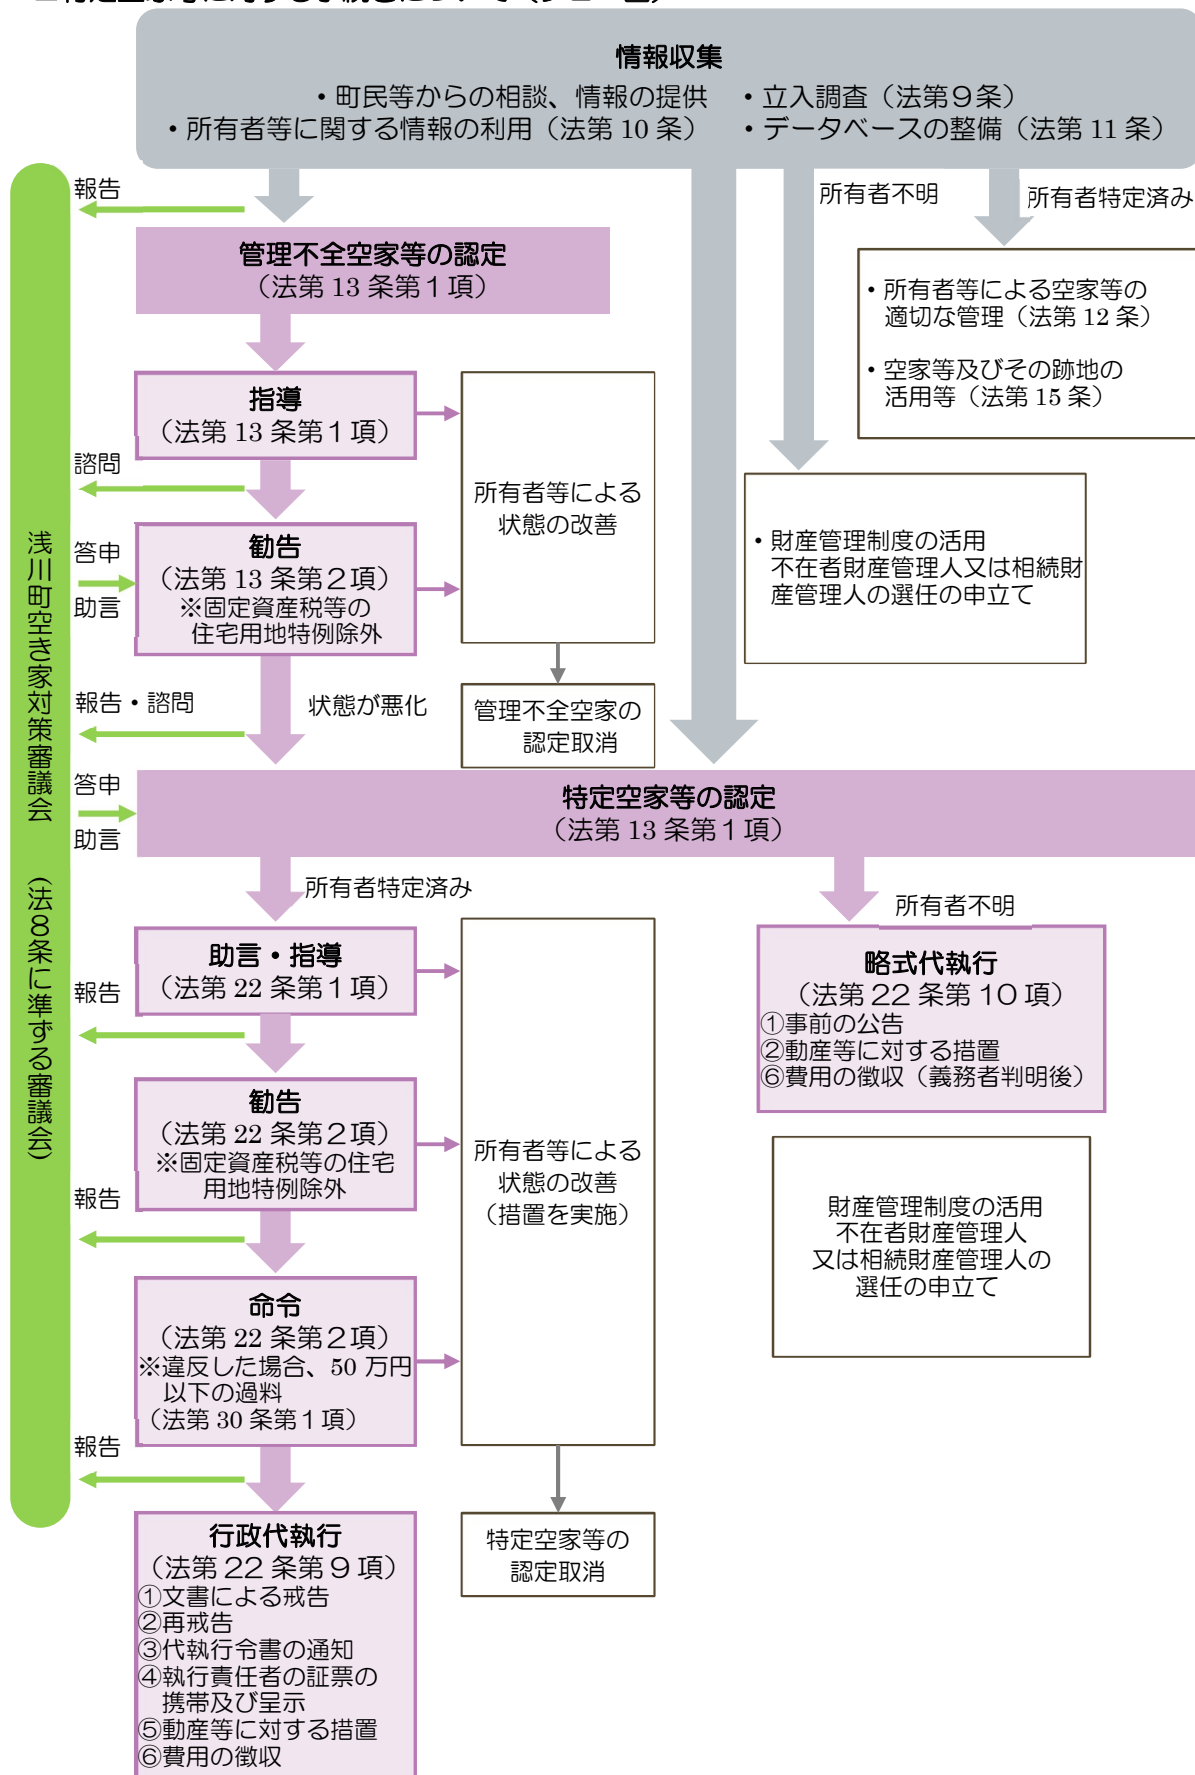 情報収集
・町民等からの相談、情報の提供　・立入調査（法第９条）
・所有者等に関する情報の利用（法第 10 条）　・データベースの整備（法第 11 条）
報告
所有者不明
所有者特定済み
管理不全空家等の認定
（法第 13 条第１項）
・所有者等による空家等の
適切な管理（法第 12 条）
・空家等及びその跡地の
活用等（法第 15 条）
指導
（法第 13 条第１項）
諮問
所有者等による
状態の改善
・財産管理制度の活用
不在者財産管理人又は相続財
産管理人の選任の申立て
答申
助言
勧告
（法第 13 条第２項）
※固定資産税等の
住宅用地特例除外
浅川町空き家対策審議会　（法８条に準ずる審議会）
報告・諮問
状態が悪化
管理不全空家の
認定取消
答申
助言
特定空家等の認定
（法第 13 条第１項）
所有者特定済み
所有者不明
助言・指導
（法第 22 条第１項）
報告
略式代執行
（法第 22 条第 10 項）
①事前の公告
②動産等に対する措置
⑥費用の徴収（義務者判明後）
勧告
（法第 22 条第２項）
※固定資産税等の住宅
用地特例除外
所有者等による
状態の改善
（措置を実施）
財産管理制度の活用
不在者財産管理人
又は相続財産管理人の
選任の申立て
報告
命令
（法第 22 条第２項）
※違反した場合、50 万円
以下の過料
（法第 30 条第１項）
報告
行政代執行
（法第 22 条第９項）
①文書による戒告
②再戒告
③代執行令書の通知
④執行責任者の証票の
携帯及び呈示
⑤動産等に対する措置
⑥費用の徴収
特定空家等の
認定取消